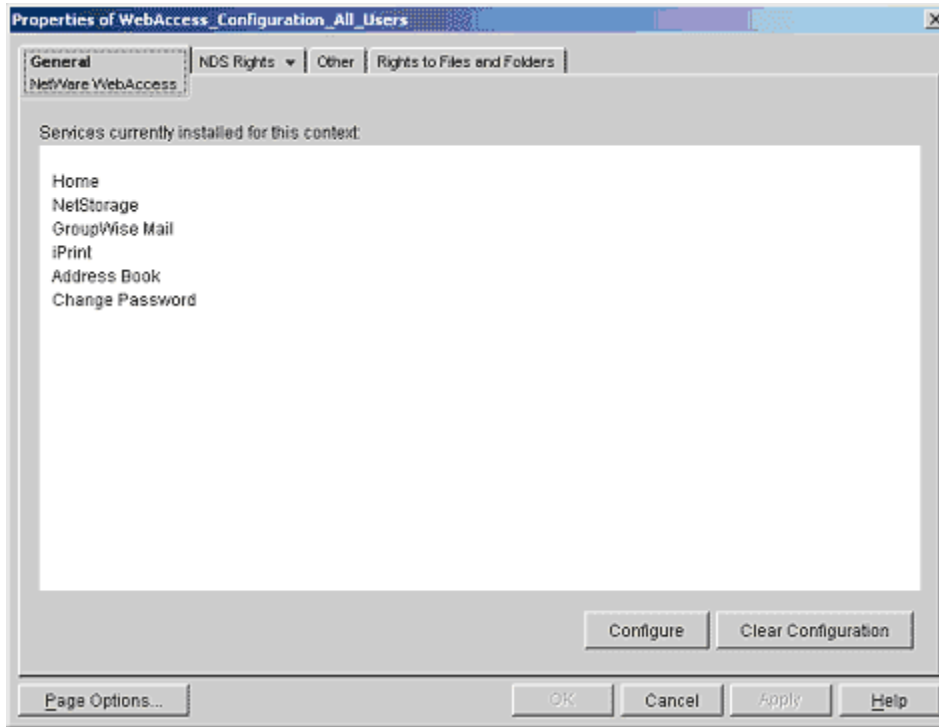 Properties of WebAccess_Configuration_All_Users
General NDS Rights Other Rights to Files and Folders
NetWare WebAccess
Services currently installed for this context:
Home
NetStorage
GroupWise Mail
iPrint
Address Book
Change Password
Configure Clear Configuration
Page Options... OK Cancel Apply Help